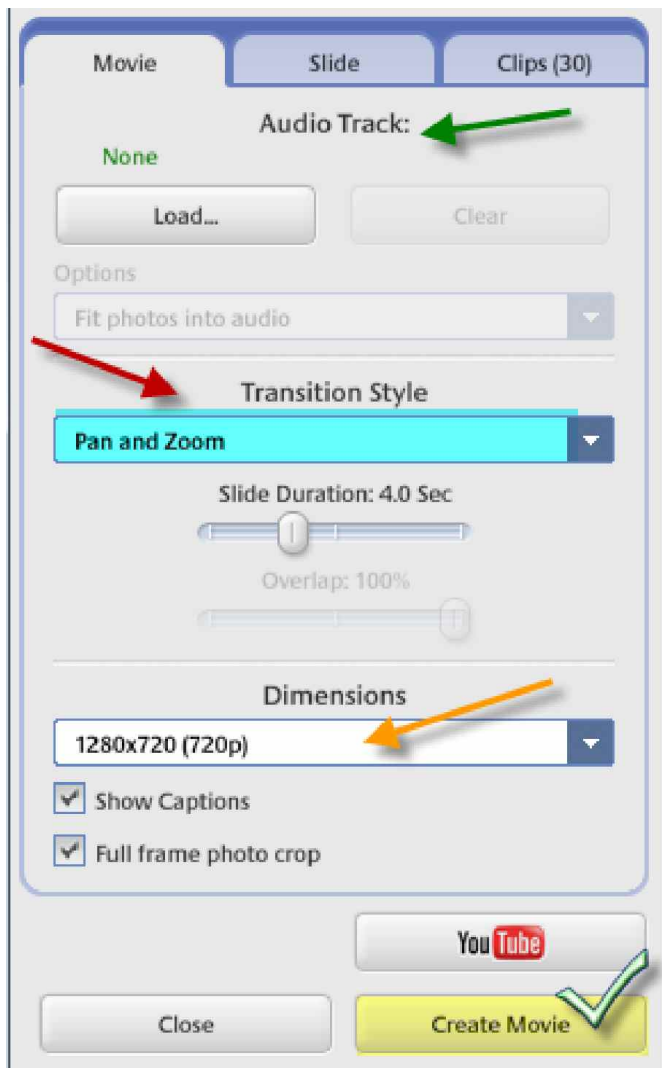 Movie Slide Clips (30)
Audio Track:
None
Load... Clear
Options
Fit photos into audio
Transition Style
Pan and Zoom
Slide Duration: 4.0 Sec
Overlap: 100%
Dimensions
1280x720 (720p)
Show Captions
Full frame photo crop
YouTube
Close Create Movie